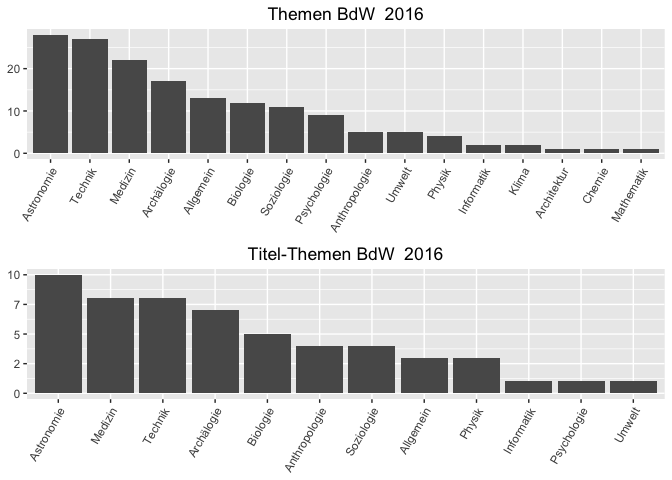 Themen BdW  2016
20
10
0
Astronomie
Technik
Medizin
Archälogie
Allgemein
Biologie
Soziologie
Psychologie
Anthropologie
Umwelt
Physik
Informatik
Klima
Architektur
Chemie
Mathematik
Titel-Themen BdW  2016
10
7
5
2
0
Astronomie
Medizin
Technik
Archälogie
Biologie
Anthropologie
Soziologie
Allgemein
Physik
Informatik
Psychologie
Umwelt